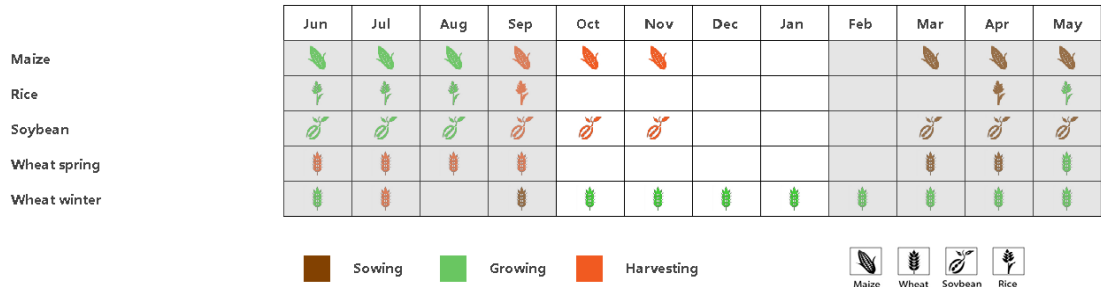 Jun Jul Aug Sep Oct Nov Dec Jan Feb Mar Apr May
Maize
Rice
Soybean
Wheat spring
Wheat winter
Sowing Growing Harvesting
Maize Wheat Soybean Rice